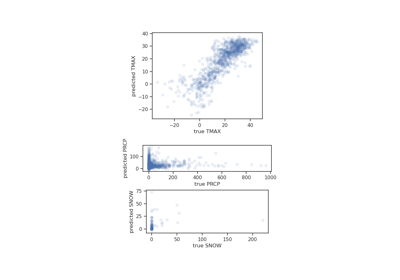 40
30
20
10
0
−10
−20
predicted TMAX
−20 0 20 40
true TMAX
100
0
predicted PRCP
0 200 400 600 800 1000
true PRCP
75
50
25
0
predicted SNOW
0 50 100 150 200
true SNOW